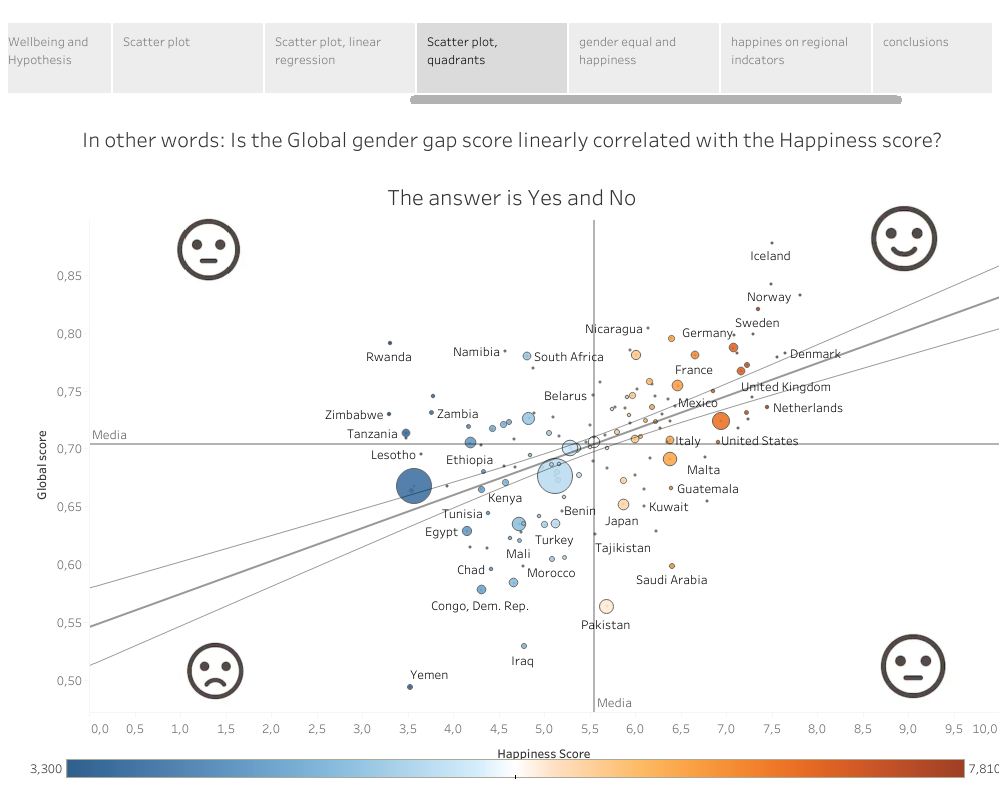 Wellbeing and
Hypothesis
Scatter plot
Scatter plot, linear
regression
Scatter plot,
quadrants
gender equal and
happiness
happines on regional
indcators
conclusions
In other words: Is the Global gender gap score linearly correlated with the Happiness score?
The answer is Yes and No
Iceland
0,85
Norway
Sweden
Nicaragua
Germany
0,80
Namibia
South Africa
Denmark
Rwanda
France
United Kingdom
0,75
Belarus
Mexico
Netherlands
Zimbabwe
Zambia
Tanzania
Media
Italy
United States
0,70
Lesotho
Ethiopia
Malta
Guatemala
Kenya
0,65
Kuwait
Benin
Tunisia
Japan
Egypt
Turkey
Tajikistan
Mali
0,60
Chad
Morocco
Saudi Arabia
Congo, Dem. Rep.
0,55
Pakistan
Iraq
Yemen
0,50
Media
Global score
0,0 0,5 1,0 1,5 2,0 2,5 3,0 3,5 4,0 4,5 5,0 5,5 6,0 6,5 7,0 7,5 8,0 8,5 9,0 9,5 10,0
Happiness Score
3,300 7,810